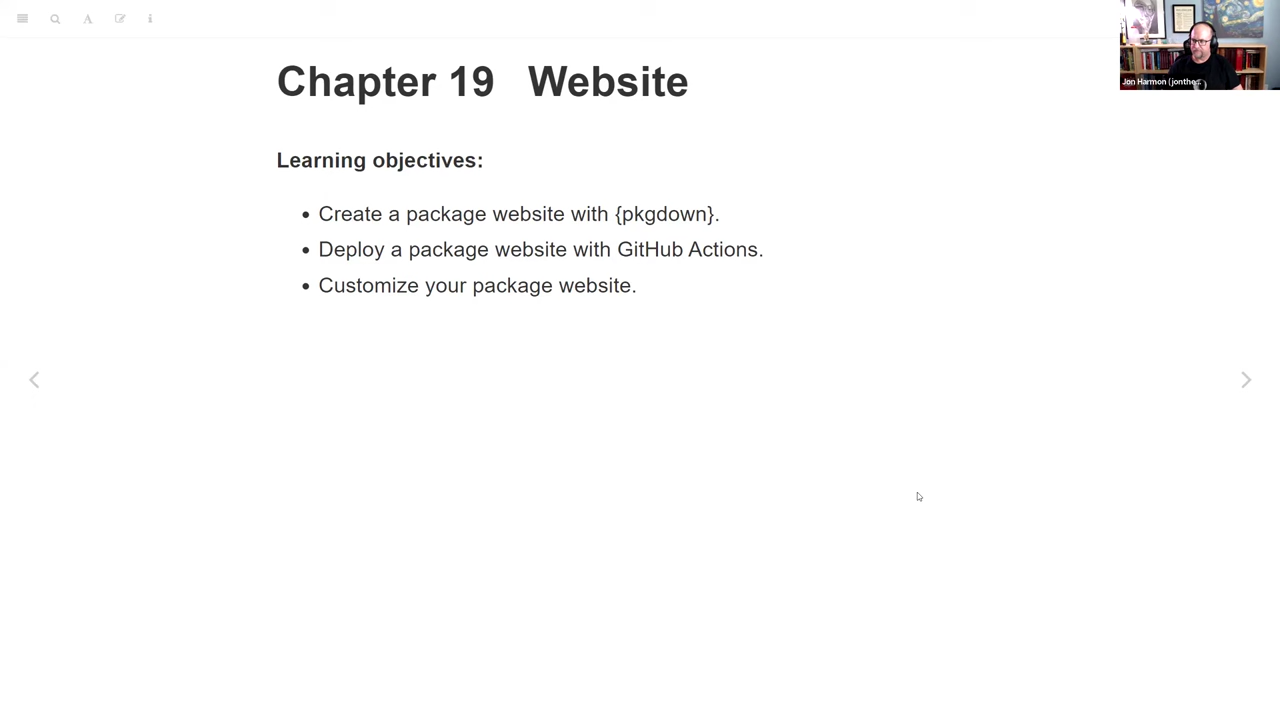 Chapter 19 Website
Jon Harmon (jonthe...
Learning objectives:
• Create a package website with {pkgdown}.
• Deploy a package website with GitHub Actions.
• Customize your package website.